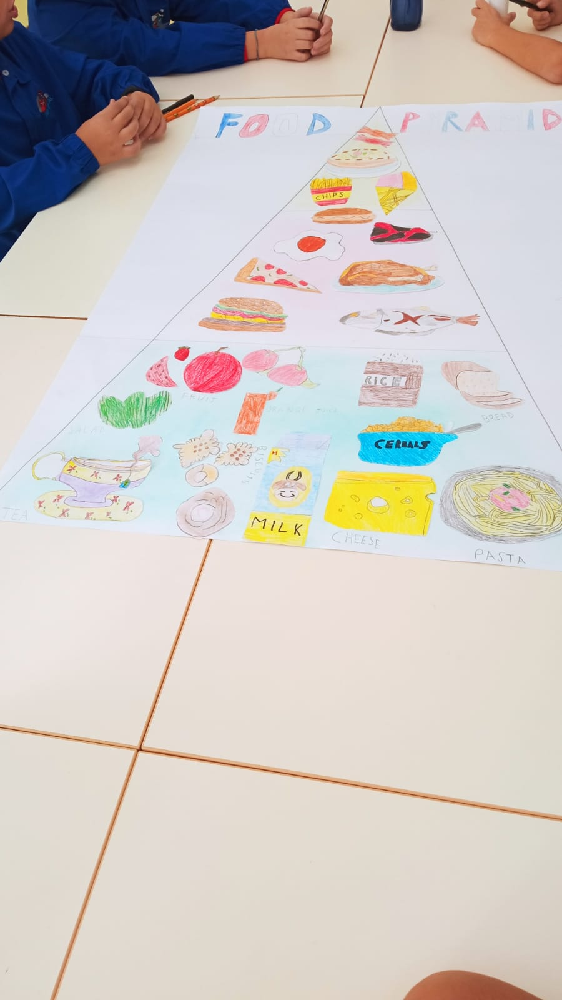 FOOD PYRAMID
CHIPS
FRUIT
RICE
ORANGE JUICE
BREAD
SALAD
CEREALS
BISCUITS
M
MILK
TEA
CHEESE
PASTA